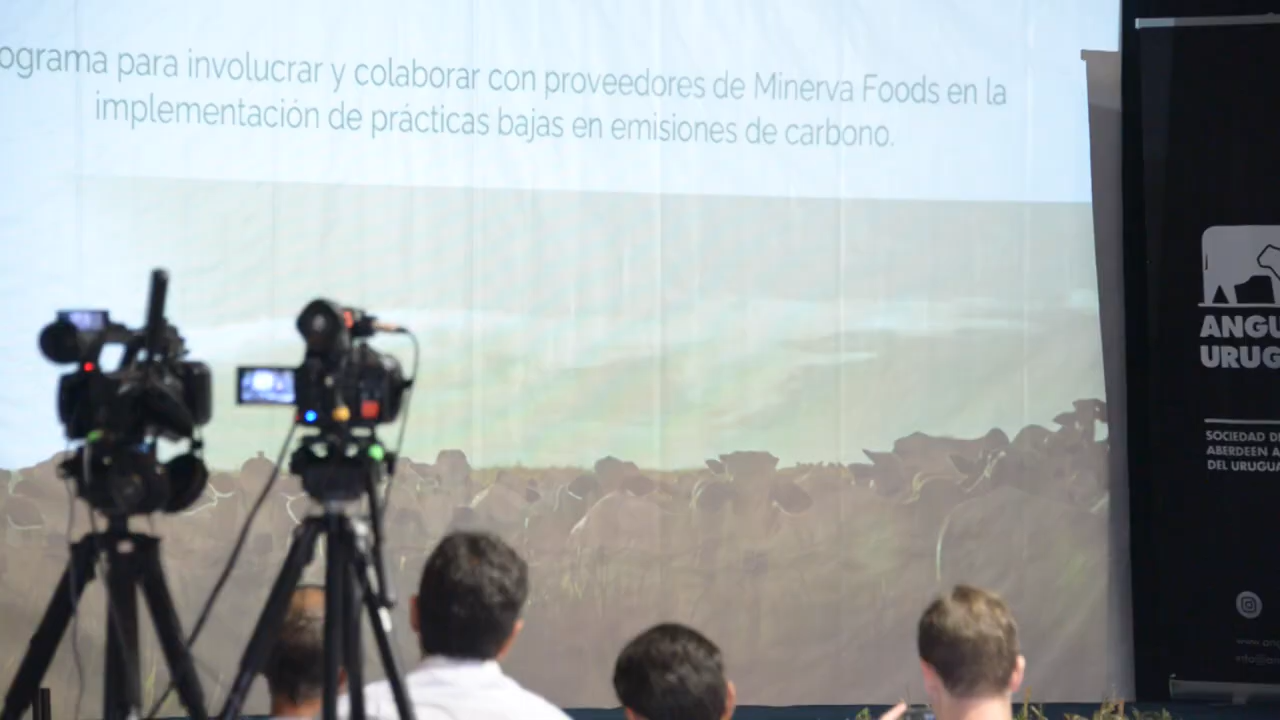 ograma para involucrar y colaborar con proveedores de Minerva Foods en la
implementación de prácticas bajas en emisiones de carbono.
ANGU
URUG
SOCIEDAD D
ABERDEEN A
DEL URUGUA